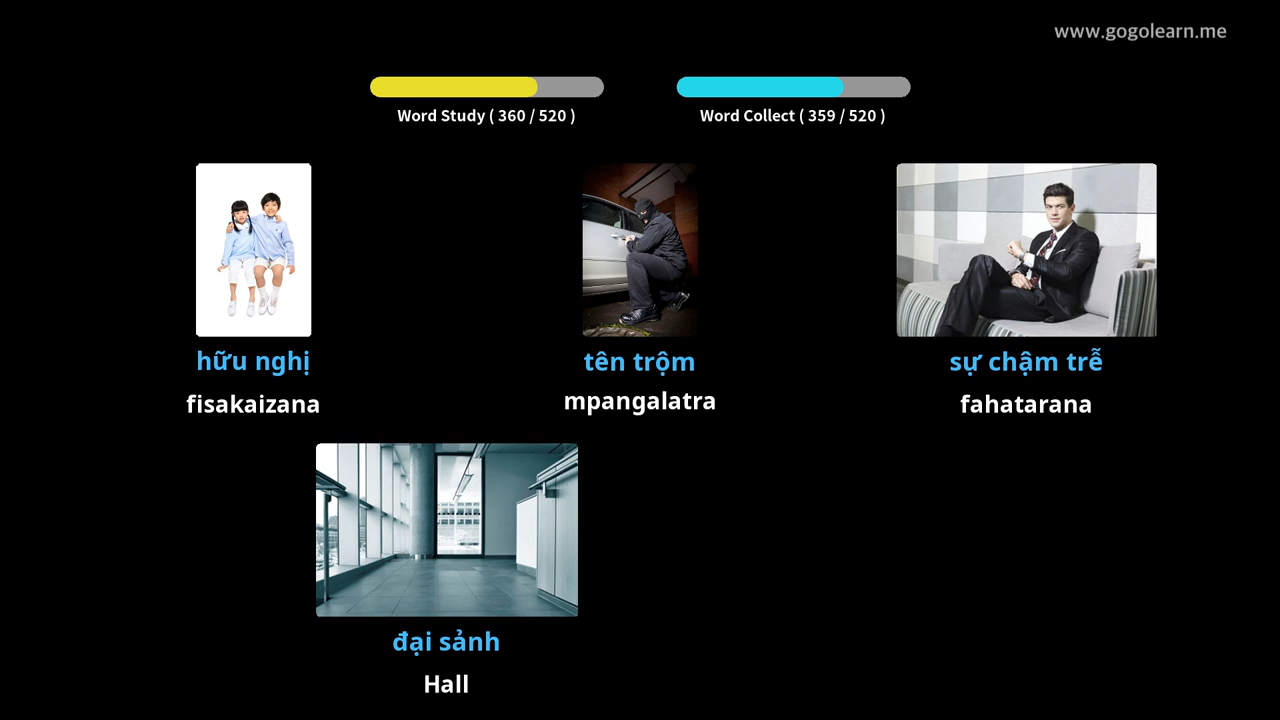 www.gogolearn.me
Word Study ( 360 / 520 )
Word Collect ( 359 / 520 )
hữu nghị
fisakaizana
tên trộm
mpangalatra
sự chậm trễ
fahatarana
đại sảnh
Hall